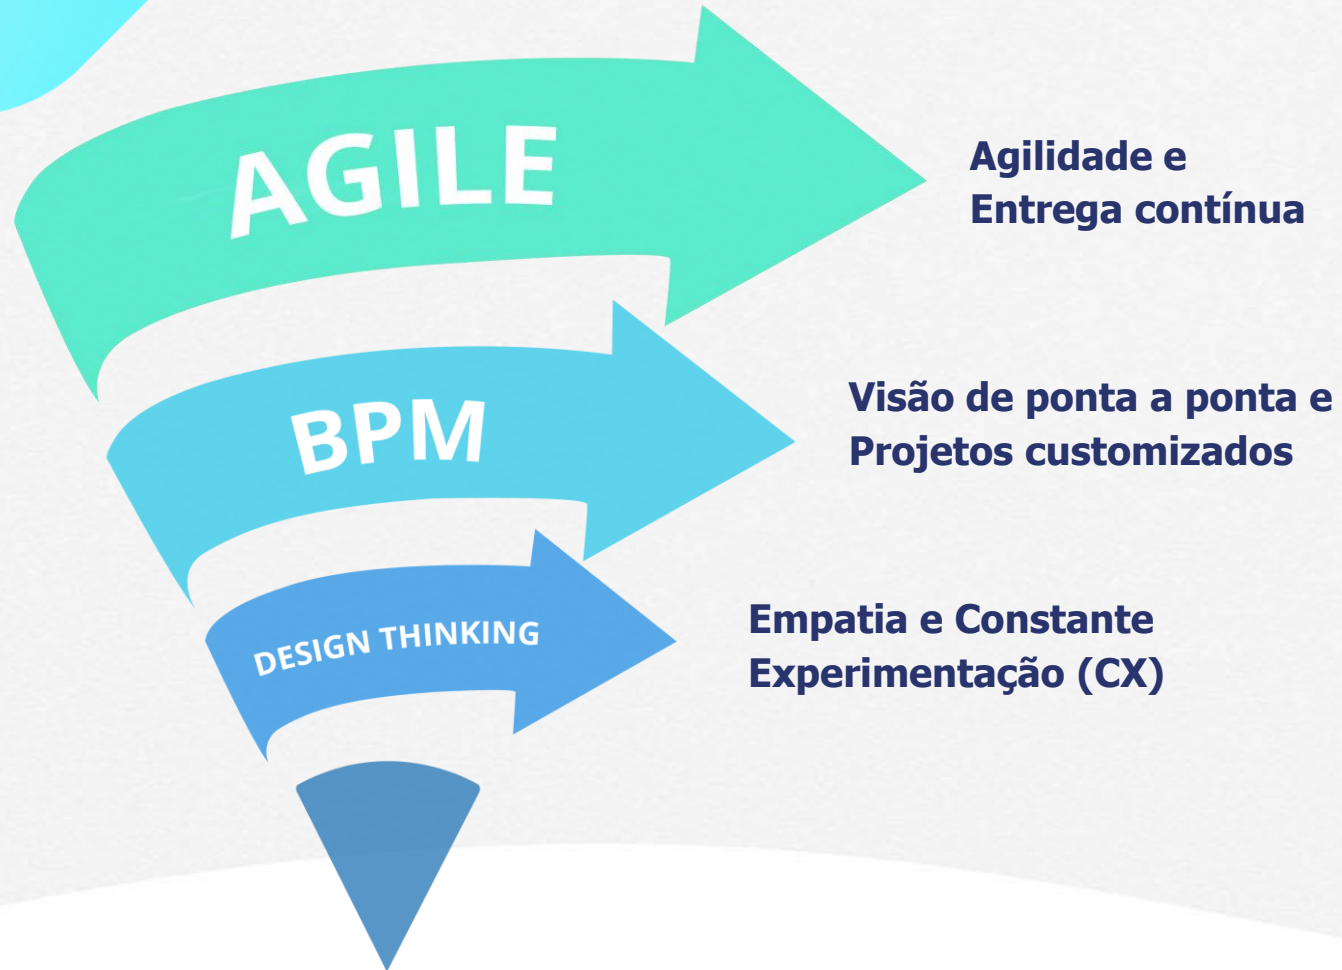 AGILE
Agilidade e
Entrega contínua
BPM
Visão de ponta a ponta e
Projetos customizados
DESIGN THINKING
Empatia e Constante
Experimentação (CX)